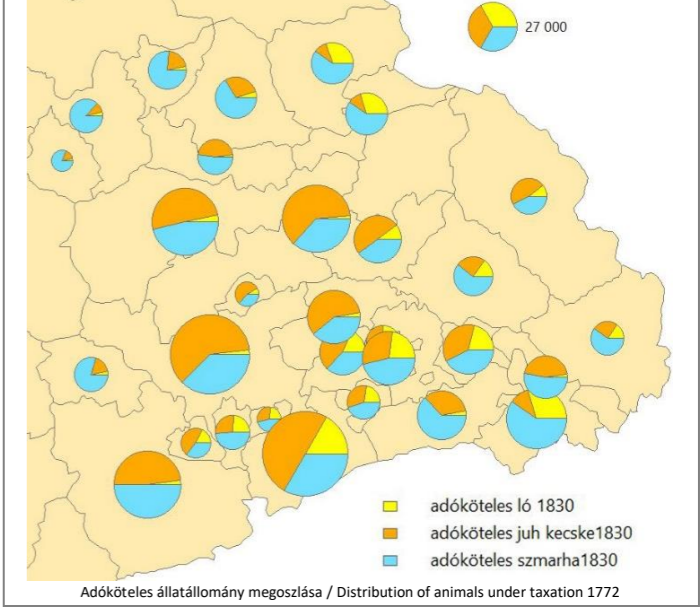 27 000
adóköteles ló 1830
adóköteles juh kecske1830
adóköteles szmarha1830
Adóköteles állatállomány megoszlása / Distribution of animals under taxation 1772